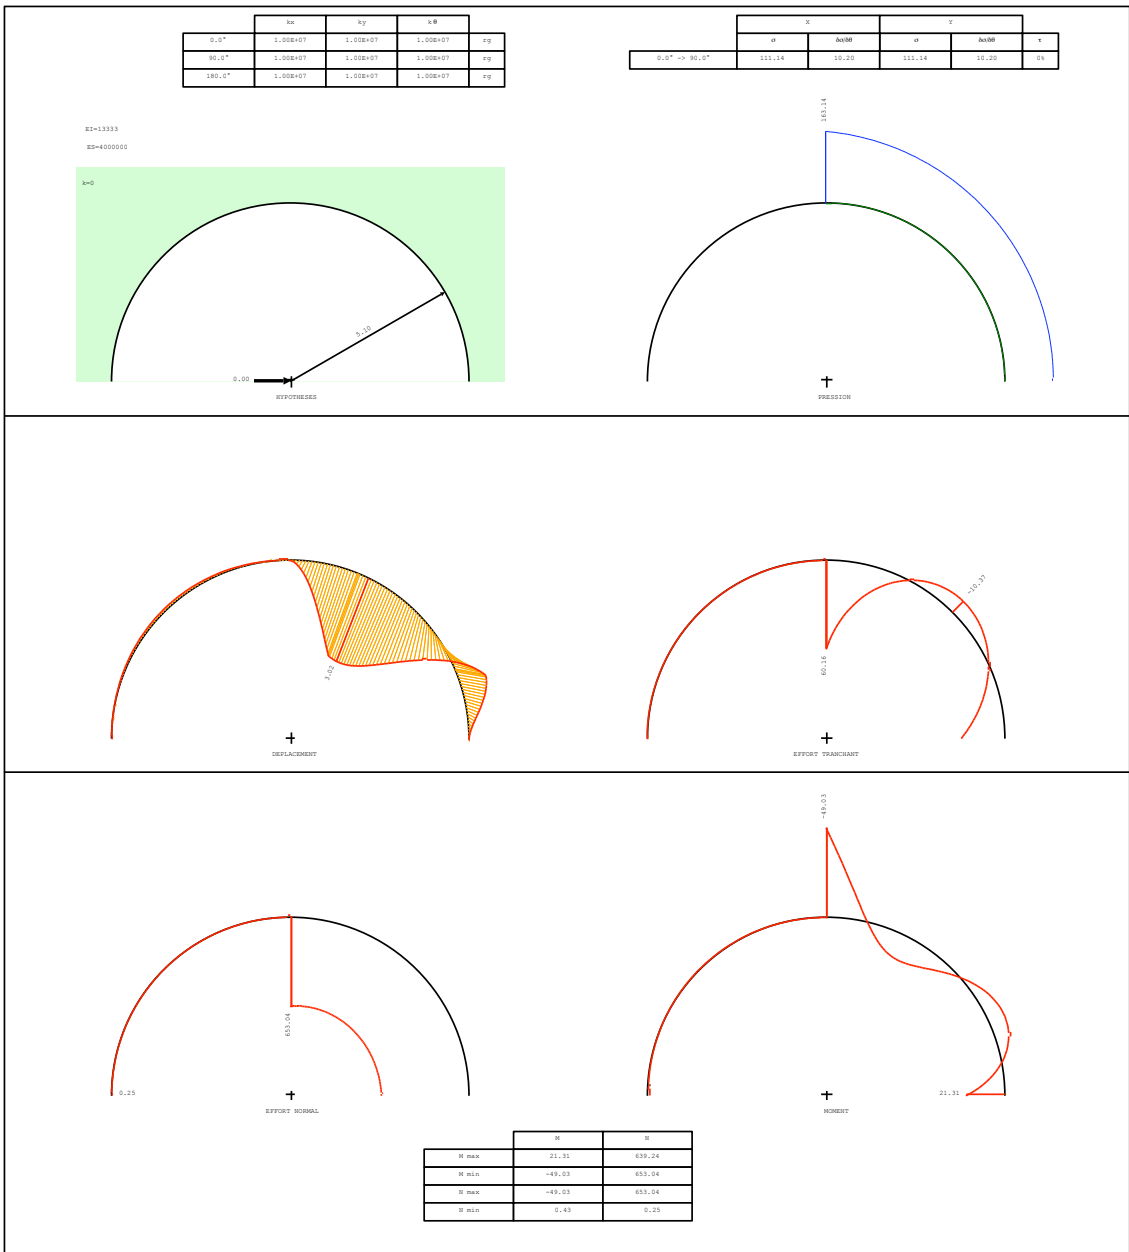 kx ky kθ
0.0° 1.00E+07 1.00E+07 1.00E+07 rg
90.0° 1.00E+07 1.00E+07 1.00E+07 rg
180.0° 1.00E+07 1.00E+07 1.00E+07 rg
X Y
σ δσ/δθ σ δσ/δθ τ
0.0° -> 90.0° 111.14 10.20 111.14 10.20 0%
EI=13333
ES=4000000
k=0
5.10
0.00
HYPOTHESES
163.14
PRESSION
3.02
DEPLACEMENT
-10.37
60.16
EFFORT TRANCHANT
653.04
0.25
EFFORT NORMAL
-49.03
21.31
MOMENT
M N
M max 21.31 639.24
M min -49.03 653.04
N max -49.03 653.04
N min 0.43 0.25